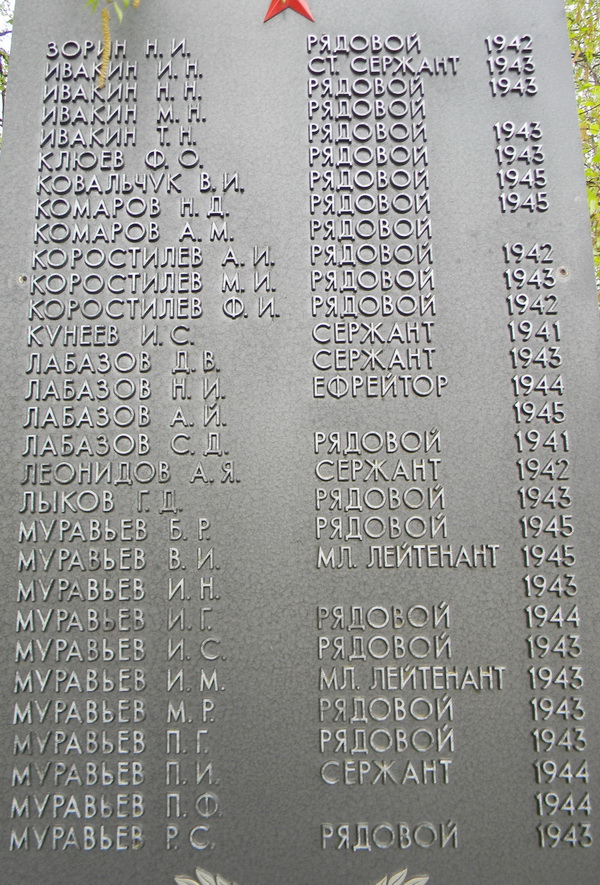 ЗОРИН Н. И. РЯДОВОЙ 1942
ИВАКИН И. Н. СТ. СЕРЖАНТ 1943
ИВАКИН Н. Н. РЯДОВОЙ 1943
ИВАКИН М. Н. РЯДОВОЙ
ИВАКИН Т. Н. РЯДОВОЙ 1943
КЛЮЕВ Ф. О. РЯДОВОЙ 1943
КОВАЛЬЧУК В. И. РЯДОВОЙ 1945
КОМАРОВ Н. Д. РЯДОВОЙ 1945
КОМАРОВ А. М. РЯДОВОЙ
КОРОСТИЛЕВ А. И. РЯДОВОЙ 1942
КОРОСТИЛЕВ М. И. РЯДОВОЙ 1943
КОРОСТИЛЕВ Ф. И. РЯДОВОЙ 1942
КУНЕЕВ И. С. СЕРЖАНТ 1941
ЛАБАЗОВ Д. В. СЕРЖАНТ 1943
ЛАБАЗОВ Н. И. ЕФРЕЙТОР 1944
ЛАБАЗОВ А. Й. 1945
ЛАБАЗОВ С. Д. РЯДОВОЙ 1941
ЛЕОНИДОВ А. Я. СЕРЖАНТ 1942
ЛЫКОВ Г. Д. РЯДОВОЙ 1943
МУРАВЬЕВ Б. Р. РЯДОВОЙ 1945
МУРАВЬЕВ В. И. МЛ. ЛЕЙТЕНАНТ 1945
МУРАВЬЕВ И. Н. 1943
МУРАВЬЕВ И. Г. РЯДОВОЙ 1944
МУРАВЬЕВ И. С. РЯДОВОЙ 1943
МУРАВЬЕВ И. М. МЛ. ЛЕЙТЕНАНТ 1943
МУРАВЬЕВ М. Р. РЯДОВОЙ 1943
МУРАВЬЕВ П. Г. РЯДОВОЙ 1943
МУРАВЬЕВ П. И. СЕРЖАНТ 1944
МУРАВЬЕВ П. Ф. 1944
МУРАВЬЕВ Р. С. РЯДОВОЙ 1943